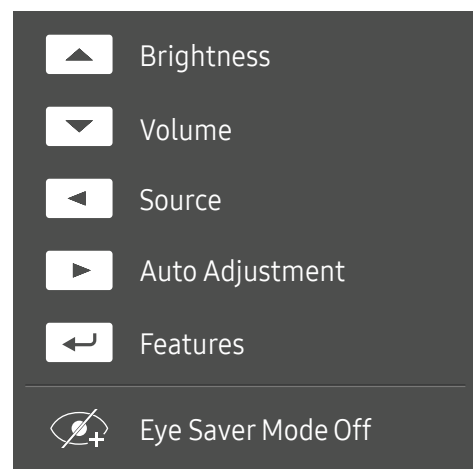 Brightness
Volume
Source
Auto Adjustment
Features
Eye Saver Mode Off